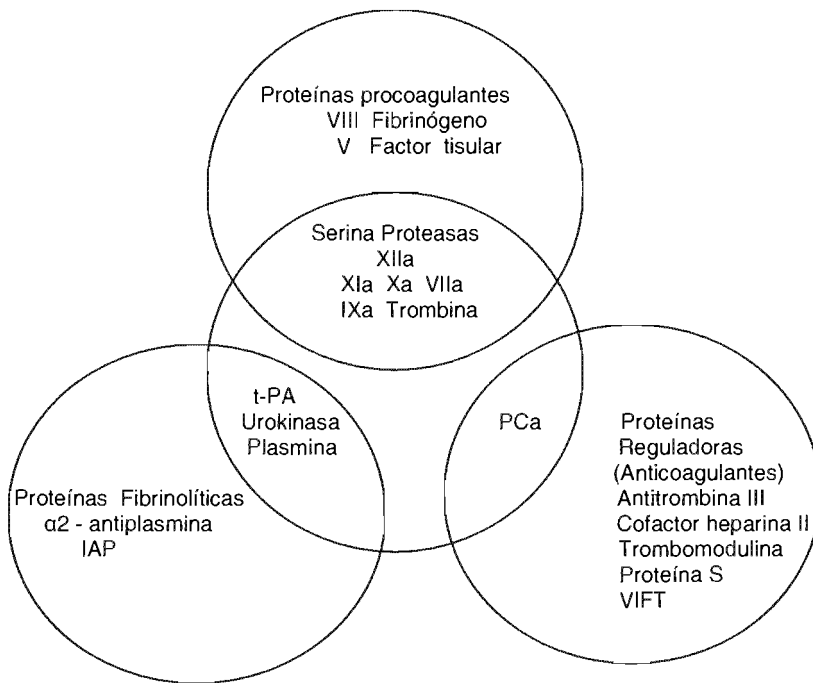 Proteínas procoagulantes
VIII Fibrinógeno
V Factor tisular
Serina Proteasas
XIIa
XIa Xa VIIa
IXa Trombina
t-PA
Urokinasa
Plasmina
PCa
Proteínas Fibrinolíticas
α2 - antiplasmina
IAP
Proteínas
Reguladoras
(Anticoagulantes)
Antitrombina III
Cofactor heparina II
Trombomodulina
Proteína S
VIFT